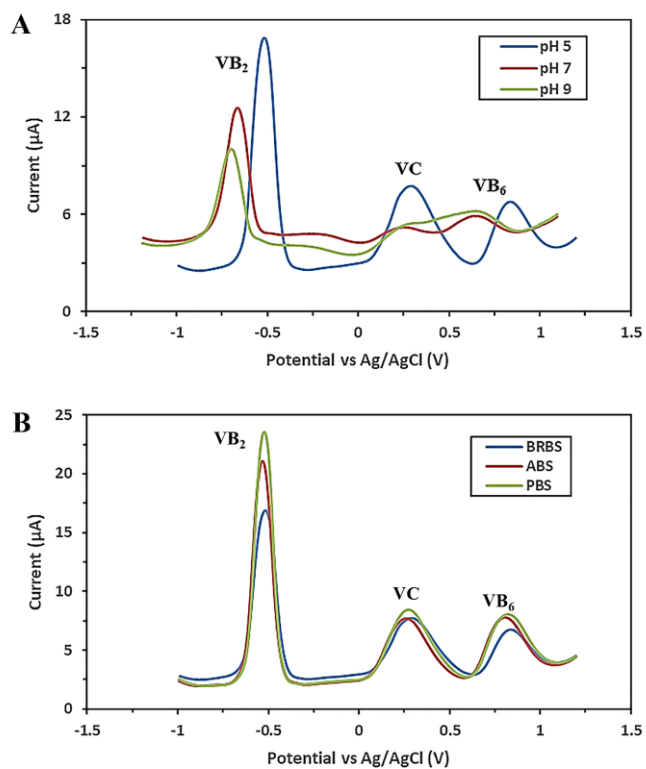 A
18
12
6
0
-1.5
-1
-0.5
0
0.5
1
1.5
Current (µA)
Potential vs Ag/AgCl (V)
VB₂
VC
VB₆
pH 5
pH 7
pH 9
B
25
20
15
10
5
0
-1.5
-1
-0.5
0
0.5
1
1.5
Current (µA)
Potential vs Ag/AgCl (V)
VB₂
VC
VB₆
BRBS
ABS
PBS